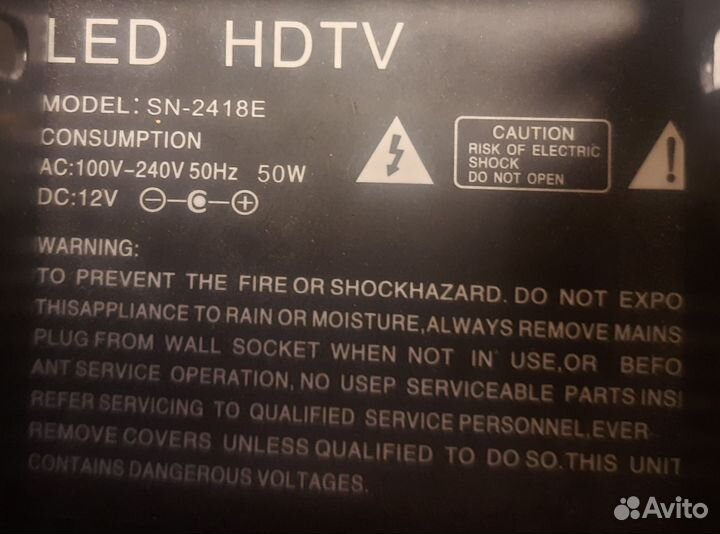 LED HDTV
MODEL: SN-2418E
CONSUMPTION
AC:100V-240V 50Hz 50W
DC:12V
CAUTION
RISK OF ELECTRIC
SHOCK
DO NOT OPEN
WARNING:
TO PREVENT THE FIRE OR SHOCKHAZARD. DO NOT EXPO
THISAPPLIANCE TO RAIN OR MOISTURE,ALWAYS REMOVE MAINS
PLUG FROM WALL SOCKET WHEN NOT IN USE,OR BEFO
ANT SERVICE OPERATION, NO USEP SERVICEABLE PARTS INSI
REFER SERVICING TO QUALIFIED SERVICE PERSONNEL,EVER
REMOVE COVERS UNLESS QUALIFIED TO DO SO.THIS UNIT
CONTAINS DANGEROUS VOLTAGES.
Avito